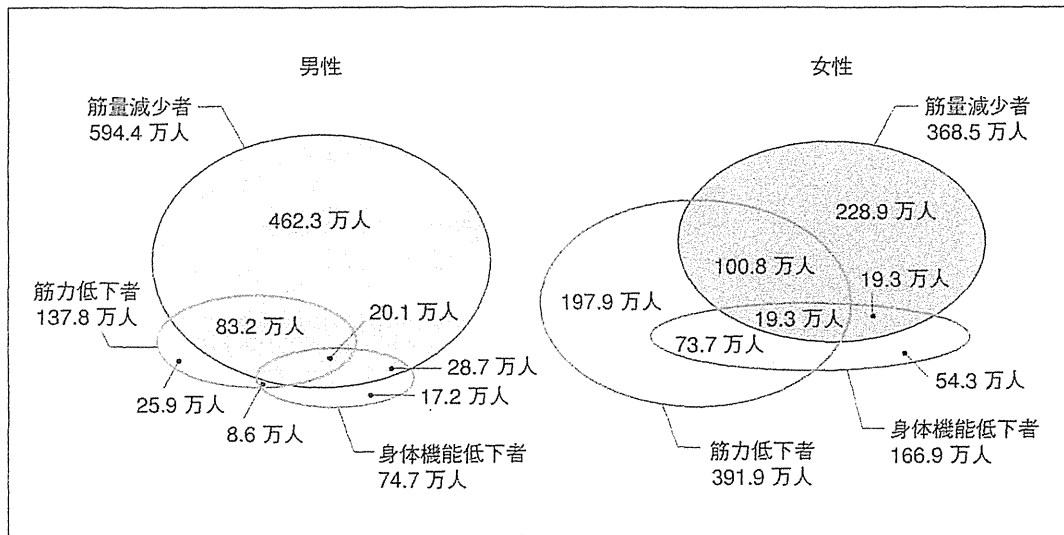 男性
筋量減少者
594.4 万人
462.3 万人
筋力低下者
137.8 万人
83.2 万人
20.1 万人
28.7 万人
17.2 万人
25.9 万人
8.6 万人
身体機能低下者
74.7 万人
女性
筋量減少者
368.5 万人
228.9 万人
100.8 万人
19.3 万人
197.9 万人
19.3 万人
73.7 万人
54.3 万人
筋力低下者
391.9 万人
身体機能低下者
166.9 万人